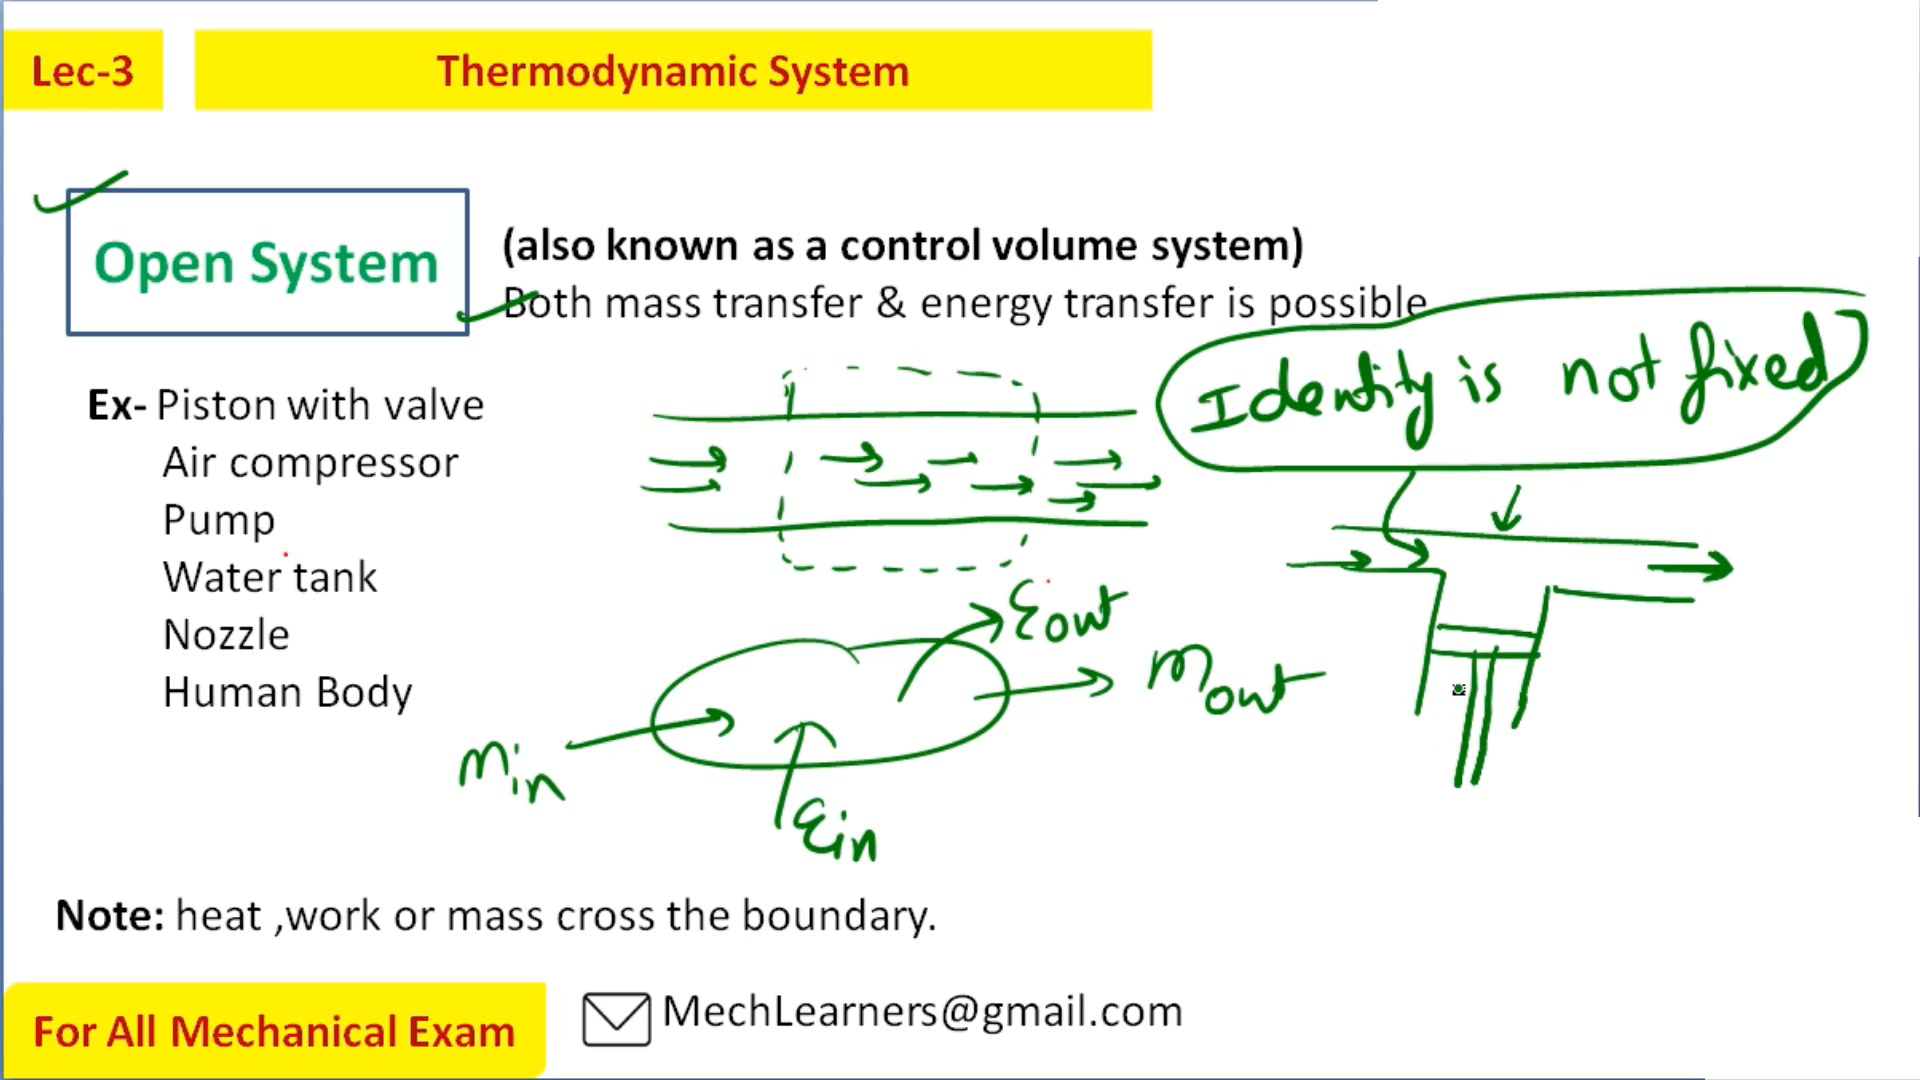 Lec-3
Thermodynamic System
Open System
(also known as a control volume system)
Both mass transfer & energy transfer is possible
Identity is not fixed
Ex- Piston with valve
Air compressor
Pump
Water tank
Nozzle
Human Body
Eout
mout
min
Ein
Note: heat ,work or mass cross the boundary.
For All Mechanical Exam
MechLearners@gmail.com